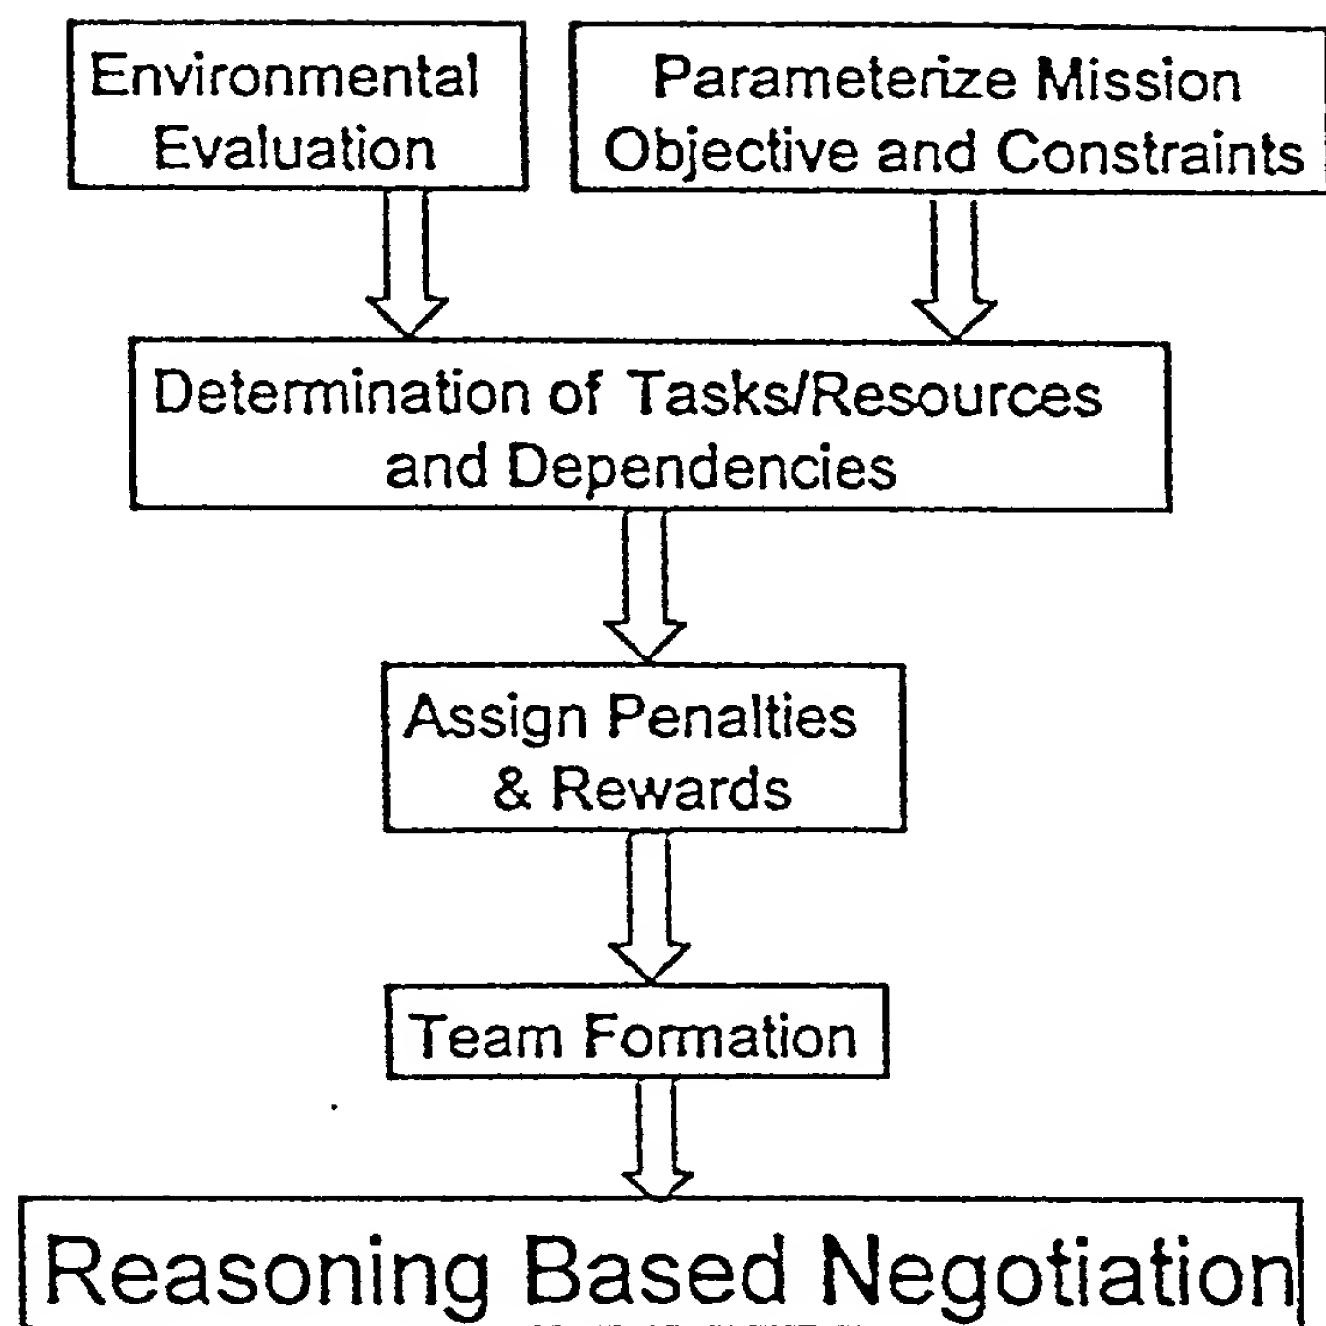 Environmental
Evaluation
Parameterize Mission
Objective and Constraints
Determination of Tasks/Resources
and Dependencies
Assign Penalties
& Rewards
Team Formation
Reasoning Based Negotiation